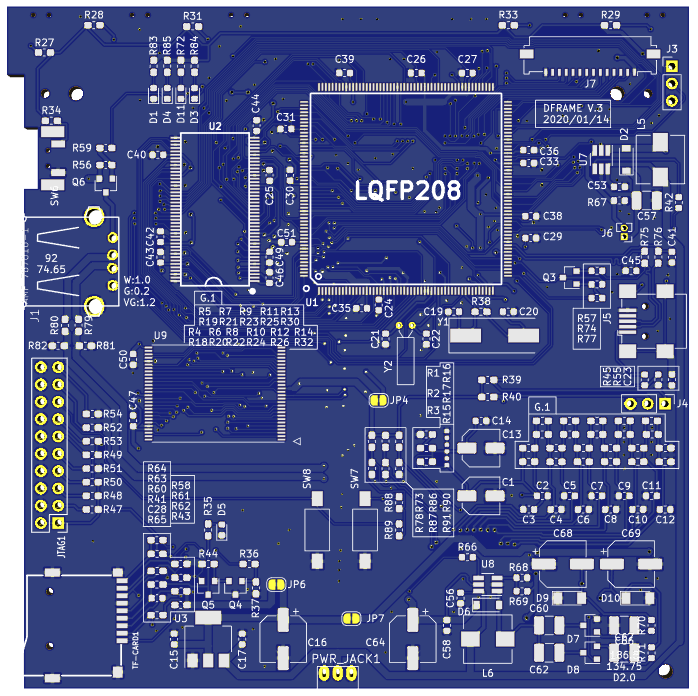 R28
R31
R33
R29
R27
R83
R85
R72
R84
J3
C39
C26
C27
J7
D1
D4
D11
D3
DFRAME V.3
2020/01/14
R34
C44
U2
C31
D2
L5
R59
R56
Q6
C40
C36
C33
U7
C53
R67
C57
R42
C25
C30
LQFP208
C38
C29
J6
R75
R76
C41
92
74.65
C43
C42
C51
C46
C49
C45
Q3
W:1.0
G:0.2
VG:1.2
J1
G.1
U1
R5 R7 R9 R11 R13
R19 R21 R23 R25 R30
R4 R6 R8 R10 R12 R14
R18 R20 R22 R24 R26 R32
C35
C24
C19
R38
C20
Y1
J5
R57
R74
R77
R80
R79
R82
R81
U9
C50
C21
C22
Y2
R1
R2
R3
R16
R17
R15
R39
R40
R45
R55
C23
JP4
J4
C47
C14
G.1
R54
R52
R53
R49
R51
R50
R48
R47
C13
JTAG1
R64
R63
R60
R41
C28
R65
R58
R61
R62
R43
SW8
SW7
C1
C2
C5
C7
C9
C11
C3
C4
C6
C8
C10
C12
R35
D5
R88
R89
R78
R73
R87
R86
R91
R90
R44
R36
R66
U8
R68
R69
C68
C69
JP6
R37
Q5
Q4
U3
C56
D6
D9
D10
C60
TF-CARD1
C15
C17
C16
JP7
C64
C58
L6
C62
D7
D8
R70
R71
PWR_JACK1
134.75
D2.0